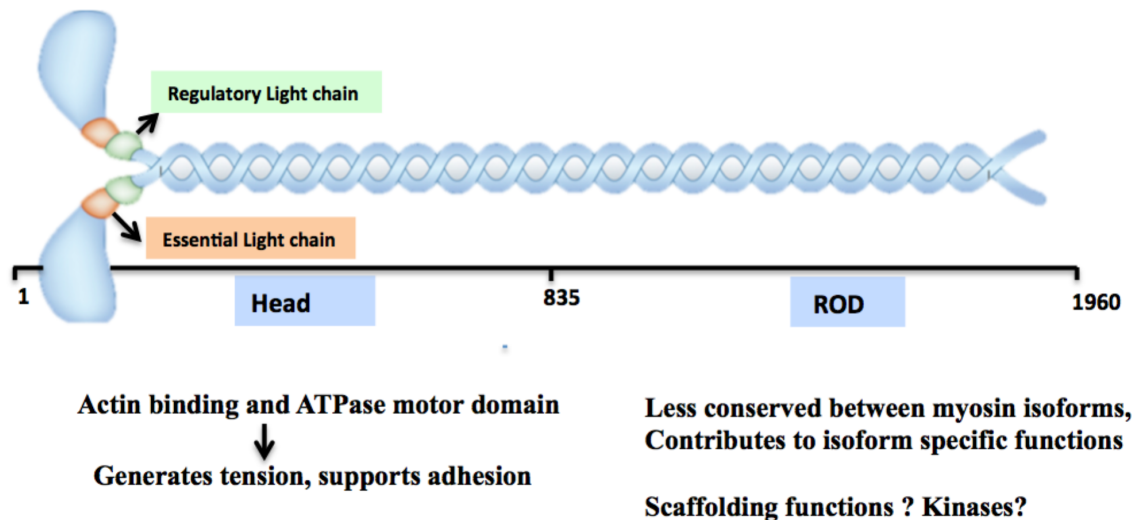 Regulatory Light chain
Essential Light chain
1
835
1960
Head
ROD
Actin binding and ATPase motor domain
Generates tension, supports adhesion
Less conserved between myosin isoforms,
Contributes to isoform specific functions
Scaffolding functions ? Kinases?